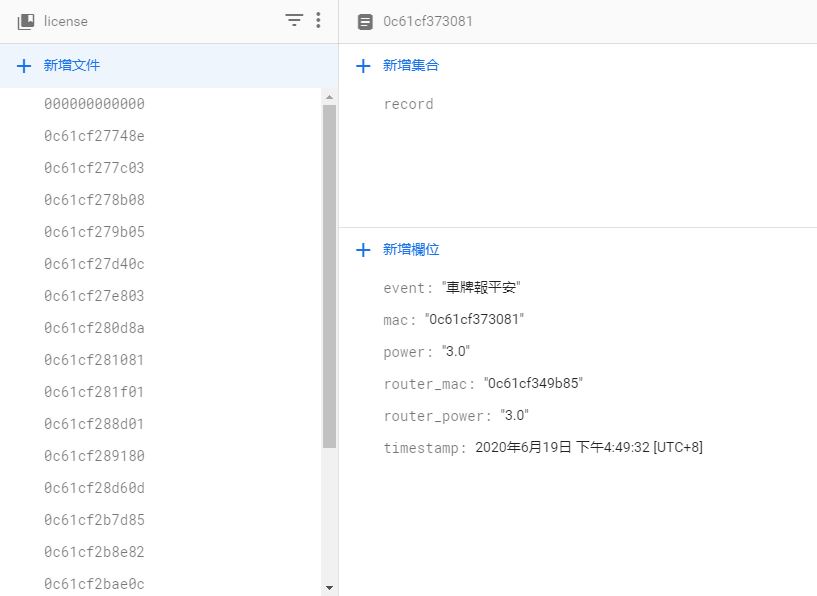 license
新增文件
000000000000
0c61cf27748e
0c61cf277c03
0c61cf278b08
0c61cf279b05
0c61cf27d40c
0c61cf27e803
0c61cf280d8a
0c61cf281081
0c61cf281f01
0c61cf288d01
0c61cf289180
0c61cf28d60d
0c61cf2b7d85
0c61cf2b8e82
0c61cf2bae0c
0c61cf373081
新增集合
record
新增欄位
event: "車牌報平安"
mac: "0c61cf373081"
power: "3.0"
router_mac: "0c61cf349b85"
router_power: "3.0"
timestamp: 2020年6月19日 下午4:49:32 [UTC+8]